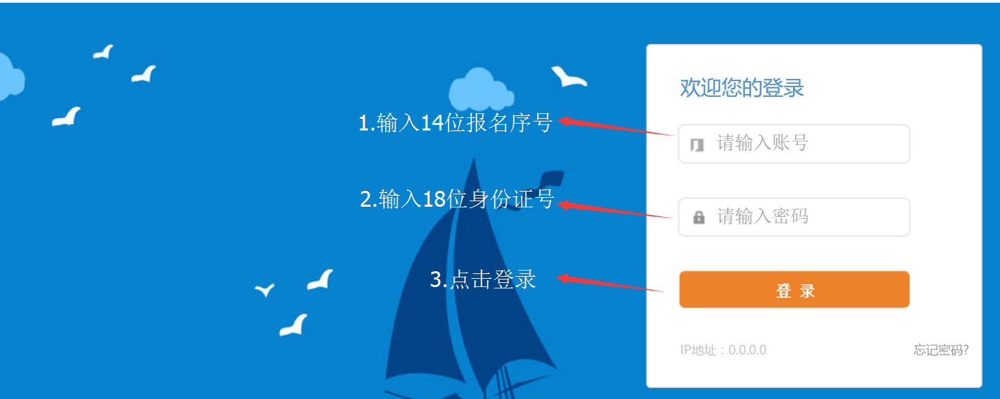 欢迎您的登录
1.输入14位报名序号
请输入账号
2.输入18位身份证号
请输入密码
3.点击登录
登 录
IP地址：0.0.0.0
忘记密码?